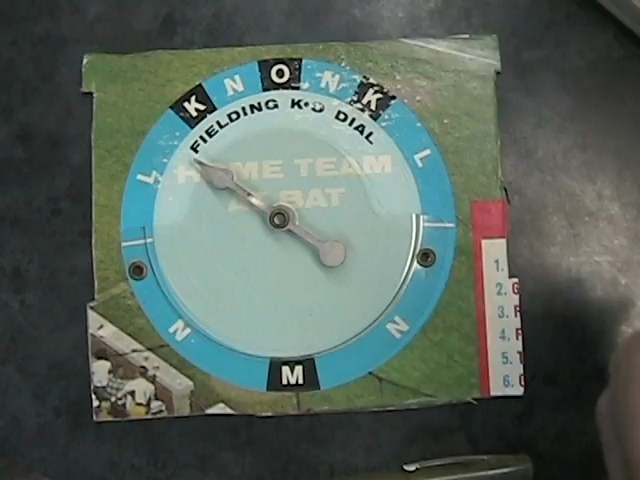 K N O N K
FIELDING K•O DIAL
L L
HOME TEAM
AT BAT
N M N
1.
2. G
3. F
4. F
5. T
6. C